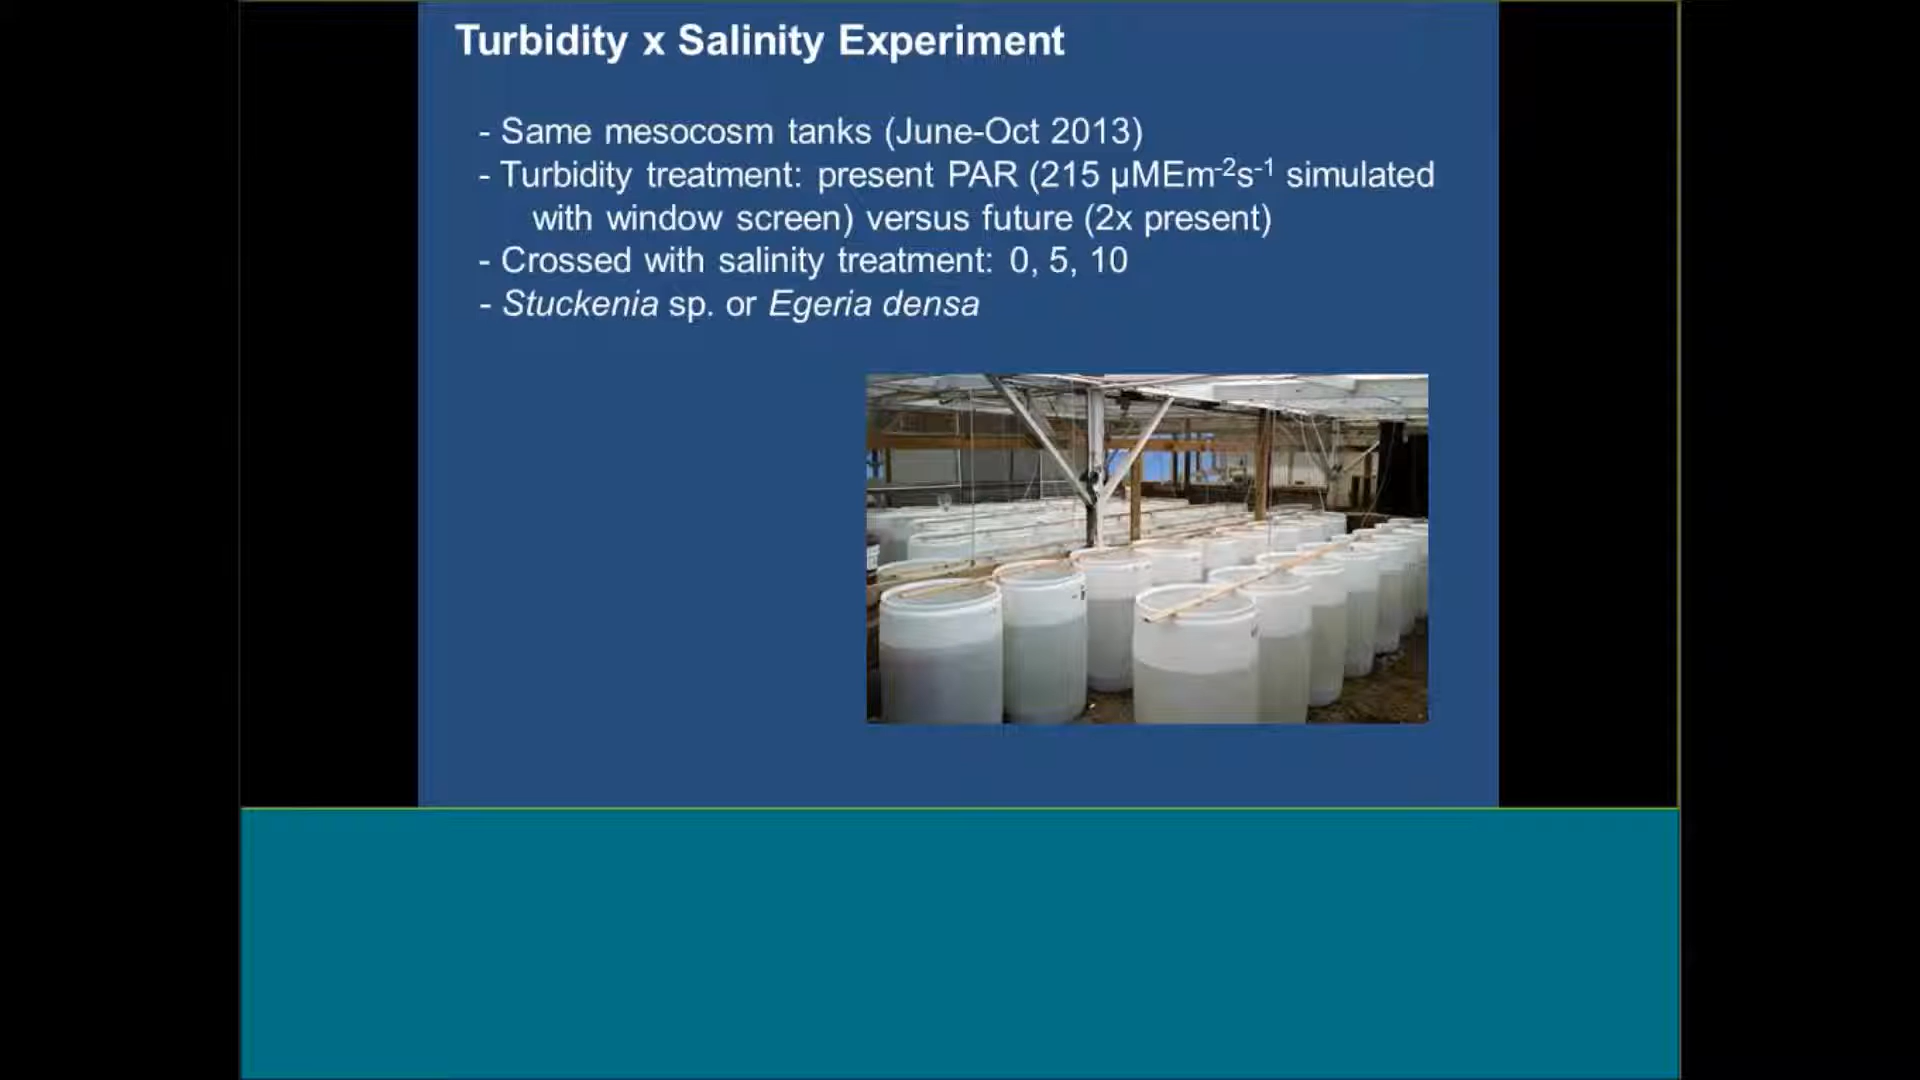 Turbidity x Salinity Experiment
- Same mesocosm tanks (June-Oct 2013)
- Turbidity treatment: present PAR (215 µMEm⁻²s⁻¹ simulated
with window screen) versus future (2x present)
- Crossed with salinity treatment: 0, 5, 10
- Stuckenia sp. or Egeria densa